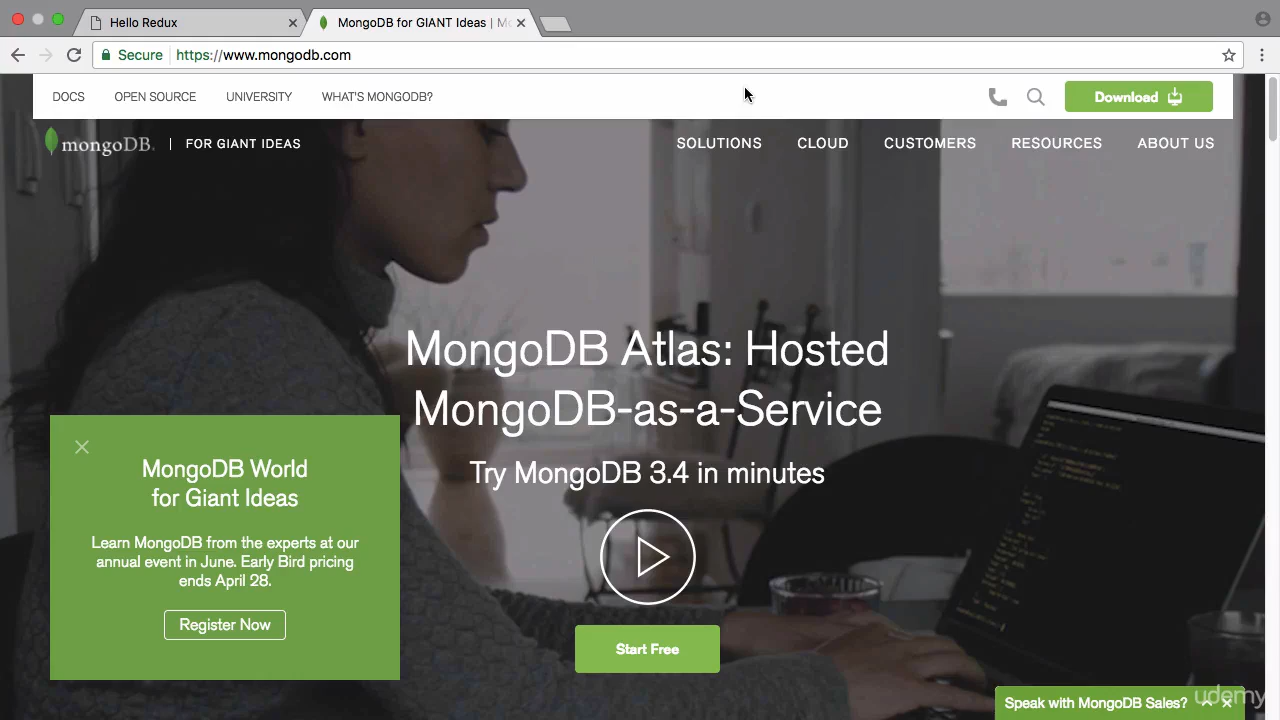 Hello Redux
MongoDB for GIANT Ideas | Mo
Secure
https://www.mongodb.com
DOCS
OPEN SOURCE
UNIVERSITY
WHAT'S MONGODB?
Download
mongoDB.
FOR GIANT IDEAS
SOLUTIONS
CLOUD
CUSTOMERS
RESOURCES
ABOUT US
MongoDB Atlas: Hosted
MongoDB-as-a-Service
Try MongoDB 3.4 in minutes
MongoDB World
for Giant Ideas
Learn MongoDB from the experts at our
annual event in June. Early Bird pricing
ends April 28.
Register Now
Start Free
Speak with MongoDB Sales?
udemy